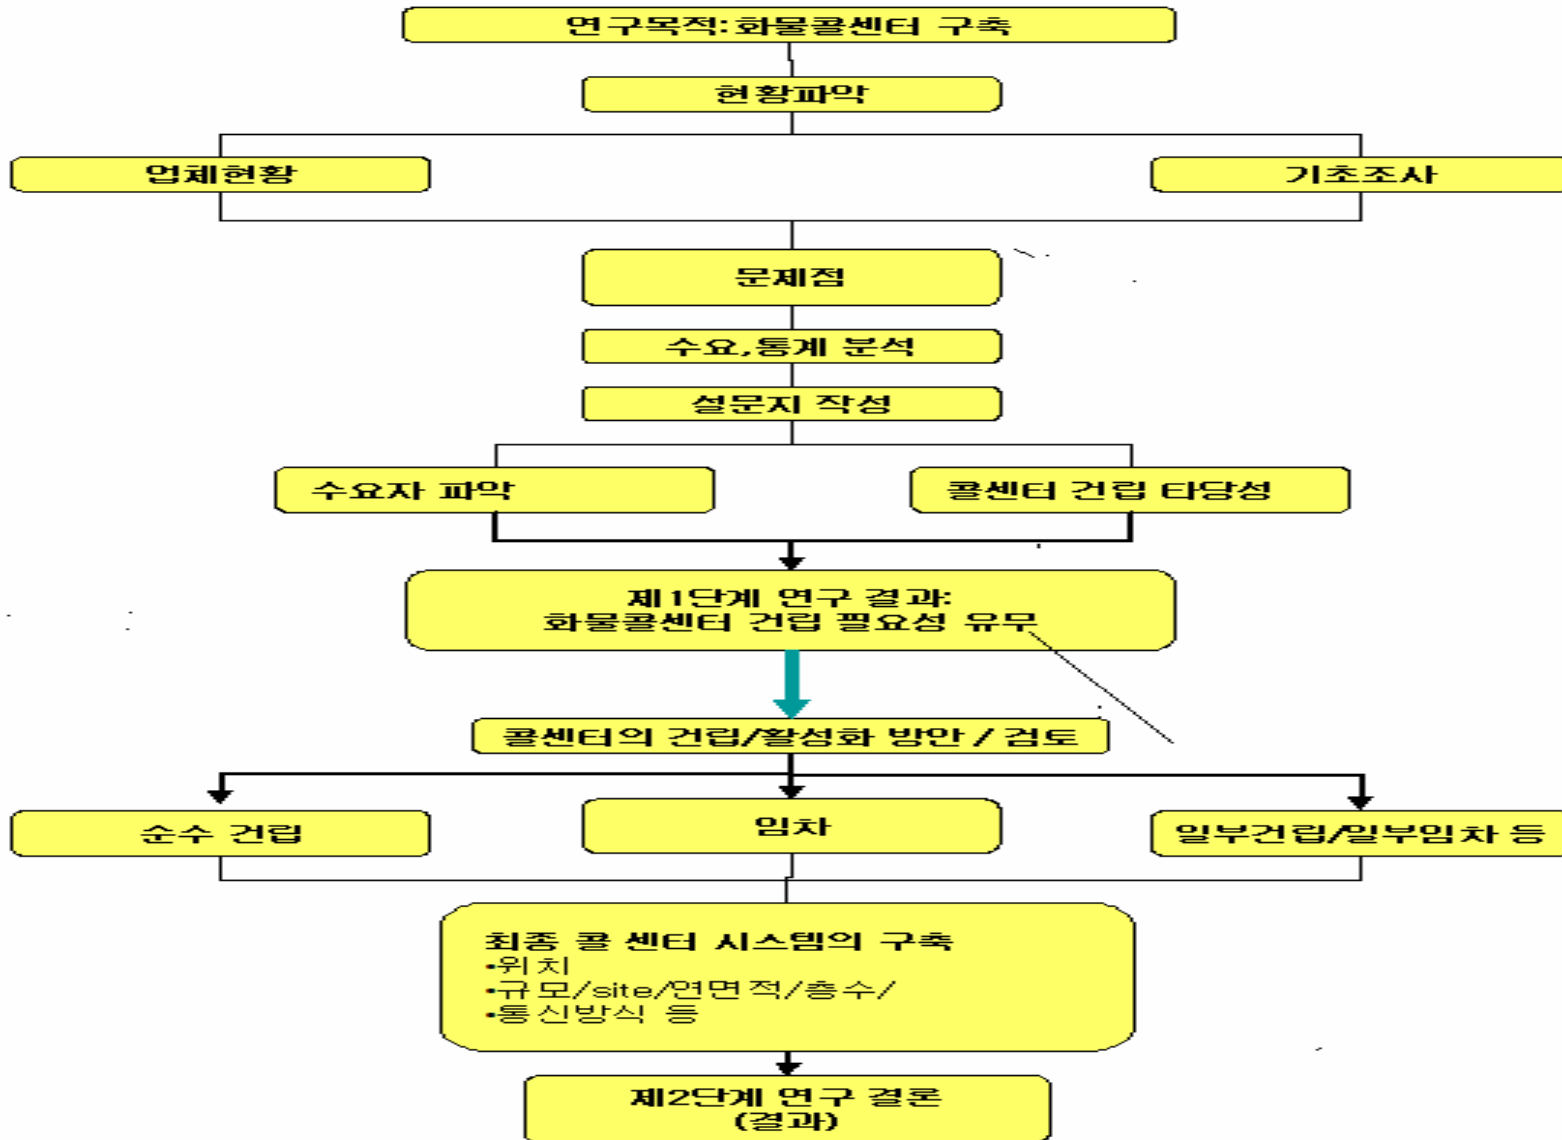 연구목적: 화물콜센터 구축
현황파악
업체현황
기초조사
문제점
수요,통계 분석
설문지 작성
수요자 파악
콜센터 건립 타당성
제1단계 연구 결과:
화물콜센터 건립 필요성 유무
콜센터의 건립/활성화 방안 / 검토
순수 건립
임차
일부건립/일부임차 등
최종 콜 센터 시스템의 구축
•위치
•규모/site/연면적/층수/
•통신방식 등
제2단계 연구 결론
(결과)